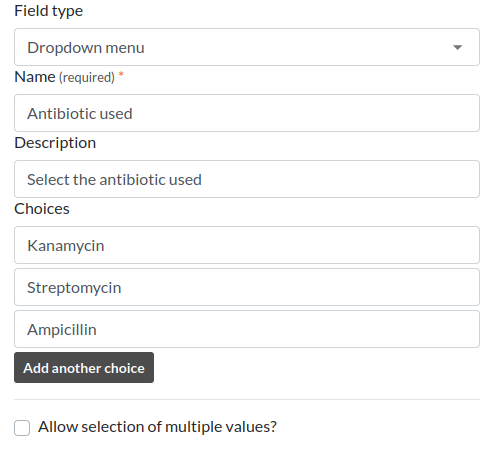 Field type
Dropdown menu
Name (required) *
Antibiotic used
Description
Select the antibiotic used
Choices
Kanamycin
Streptomycin
Ampicillin
Add another choice
Allow selection of multiple values?